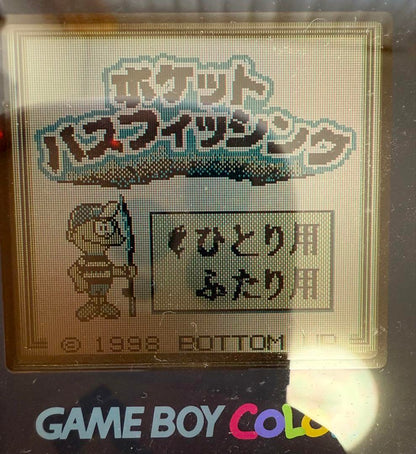 ポケット
バスフィッシング
ひとり用
ふたり用
© 1998 BOTTOM UP
GAME BOY COLOR